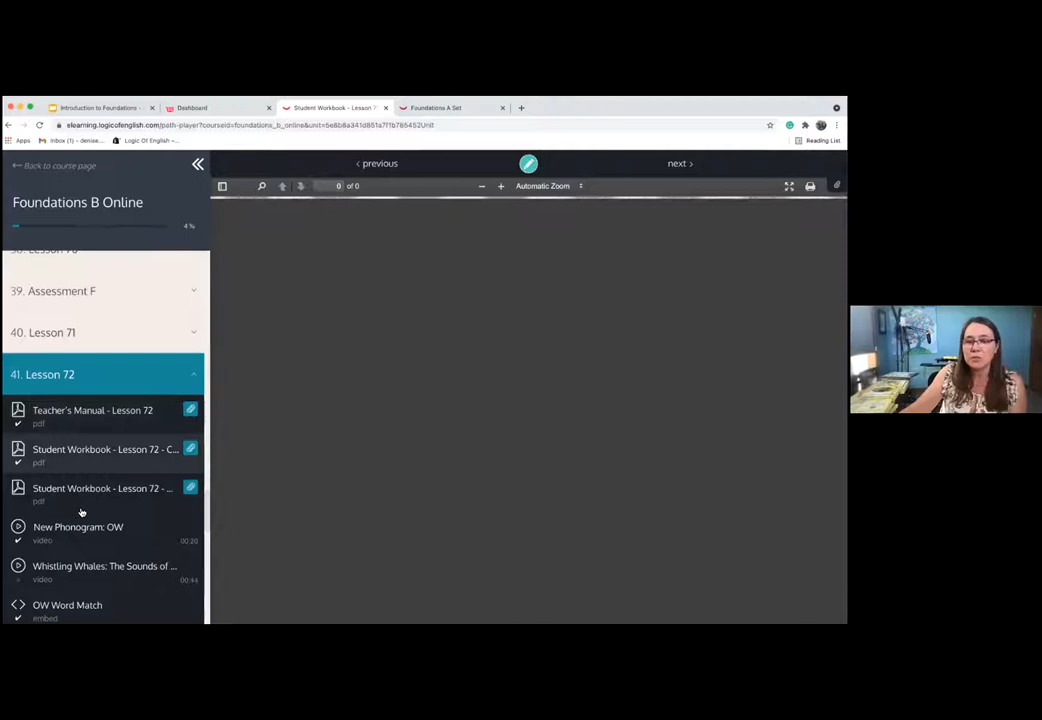 Introduction to Foundations -
Dashboard
Student Workbook - Lesson 7
Foundations A Set
elearning.logicofenglish.com/path-player?courseid=foundations_b_online&unit=
Apps
Inbox (1) - denise...
Logic Of English -...
Reading List
Back to course page
previous
next
0 of 0
Automatic Zoom
Foundations B Online
4%
39. Assessment F
40. Lesson 71
41. Lesson 72
Teacher's Manual - Lesson 72
pdf
Student Workbook - Lesson 72 - C...
pdf
Student Workbook - Lesson 72 - ...
pdf
New Phonogram: OW
video
00:20
Whistling Whales: The Sounds of ...
video
00:44
OW Word Match
embed